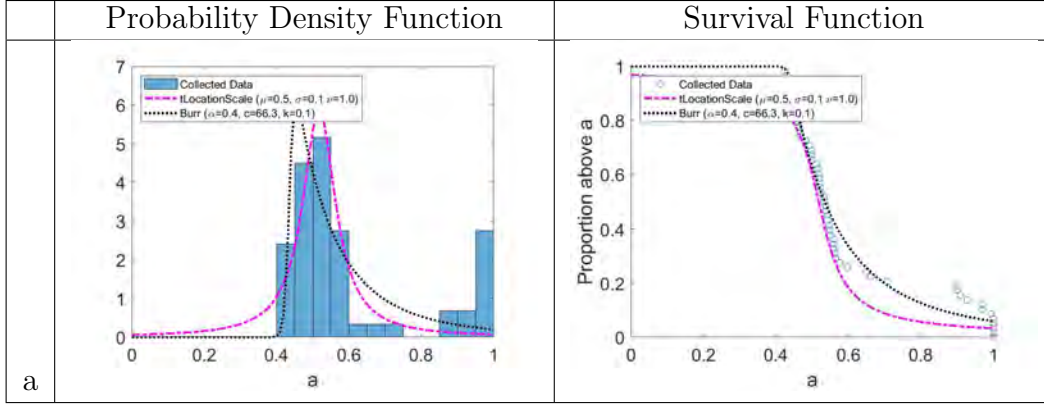 Probability Density Function
Survival Function
a
7
6
5
4
3
2
1
0
0
0.2
0.4
0.6
0.8
1
a
Collected Data
tLocationScale (μ=0.5, σ=0.1 ν=1.0)
Burr (α=0.4, c=66.3, k=0.1)
Proportion above a
1
0.8
0.6
0.4
0.2
0
0
0.2
0.4
0.6
0.8
1
a
Collected Data
tLocationScale (μ=0.5, σ=0.1 ν=1.0)
Burr (α=0.4, c=66.3, k=0.1)